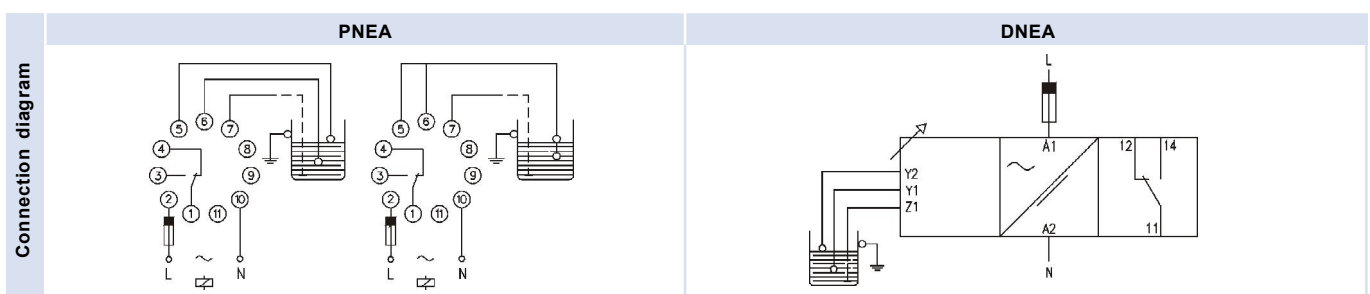 PNEA
DNEA
Connection diagram
5 6 7
4 8
3 9
2 10
1 11
L ~ N
5 6 7
4 8
3 9
2 10
1 11
L ~ N
L
A1
12 14
Y2
Y1
Z1
~
A2
11
N